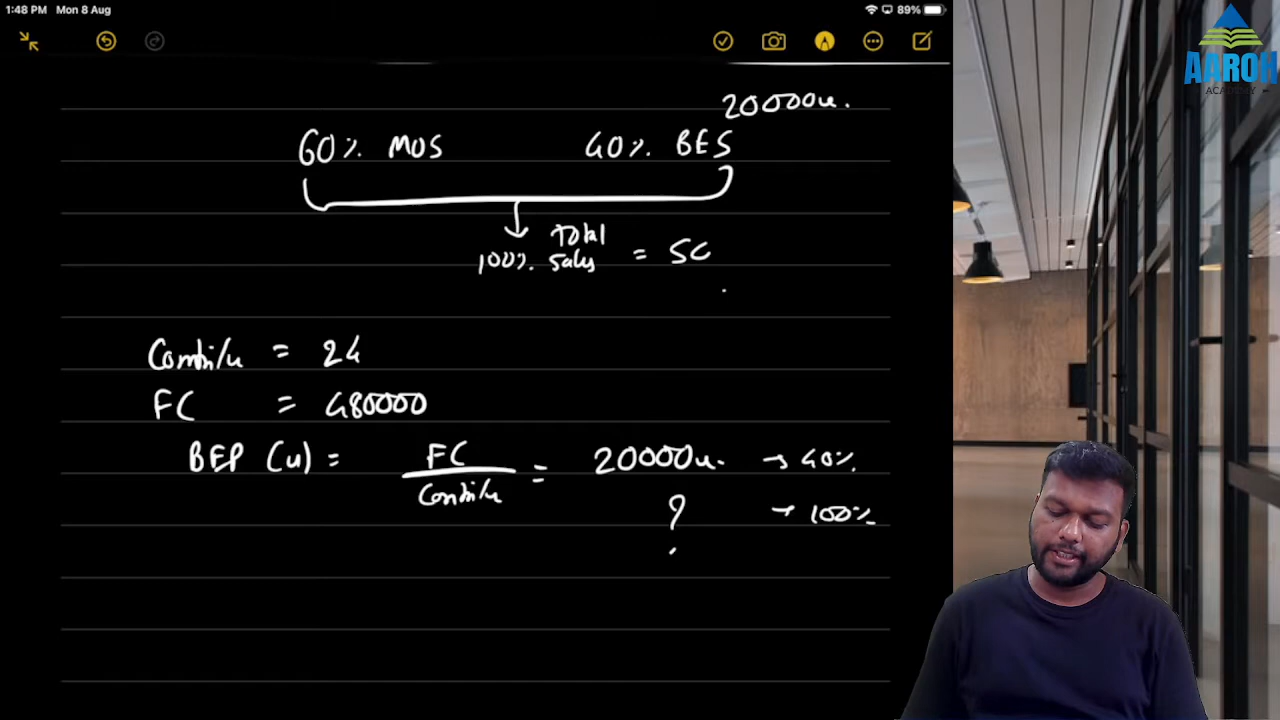 1:48 PM Mon 8 Aug
89%
AAROH
ACADEMY
20000u.
60% MOS 40% BES
100% Total Sales = SC
Contri/u = 24
FC = 480000
BEP (u) = FC / Contri/u = 20000u. → 40%
? → 100%